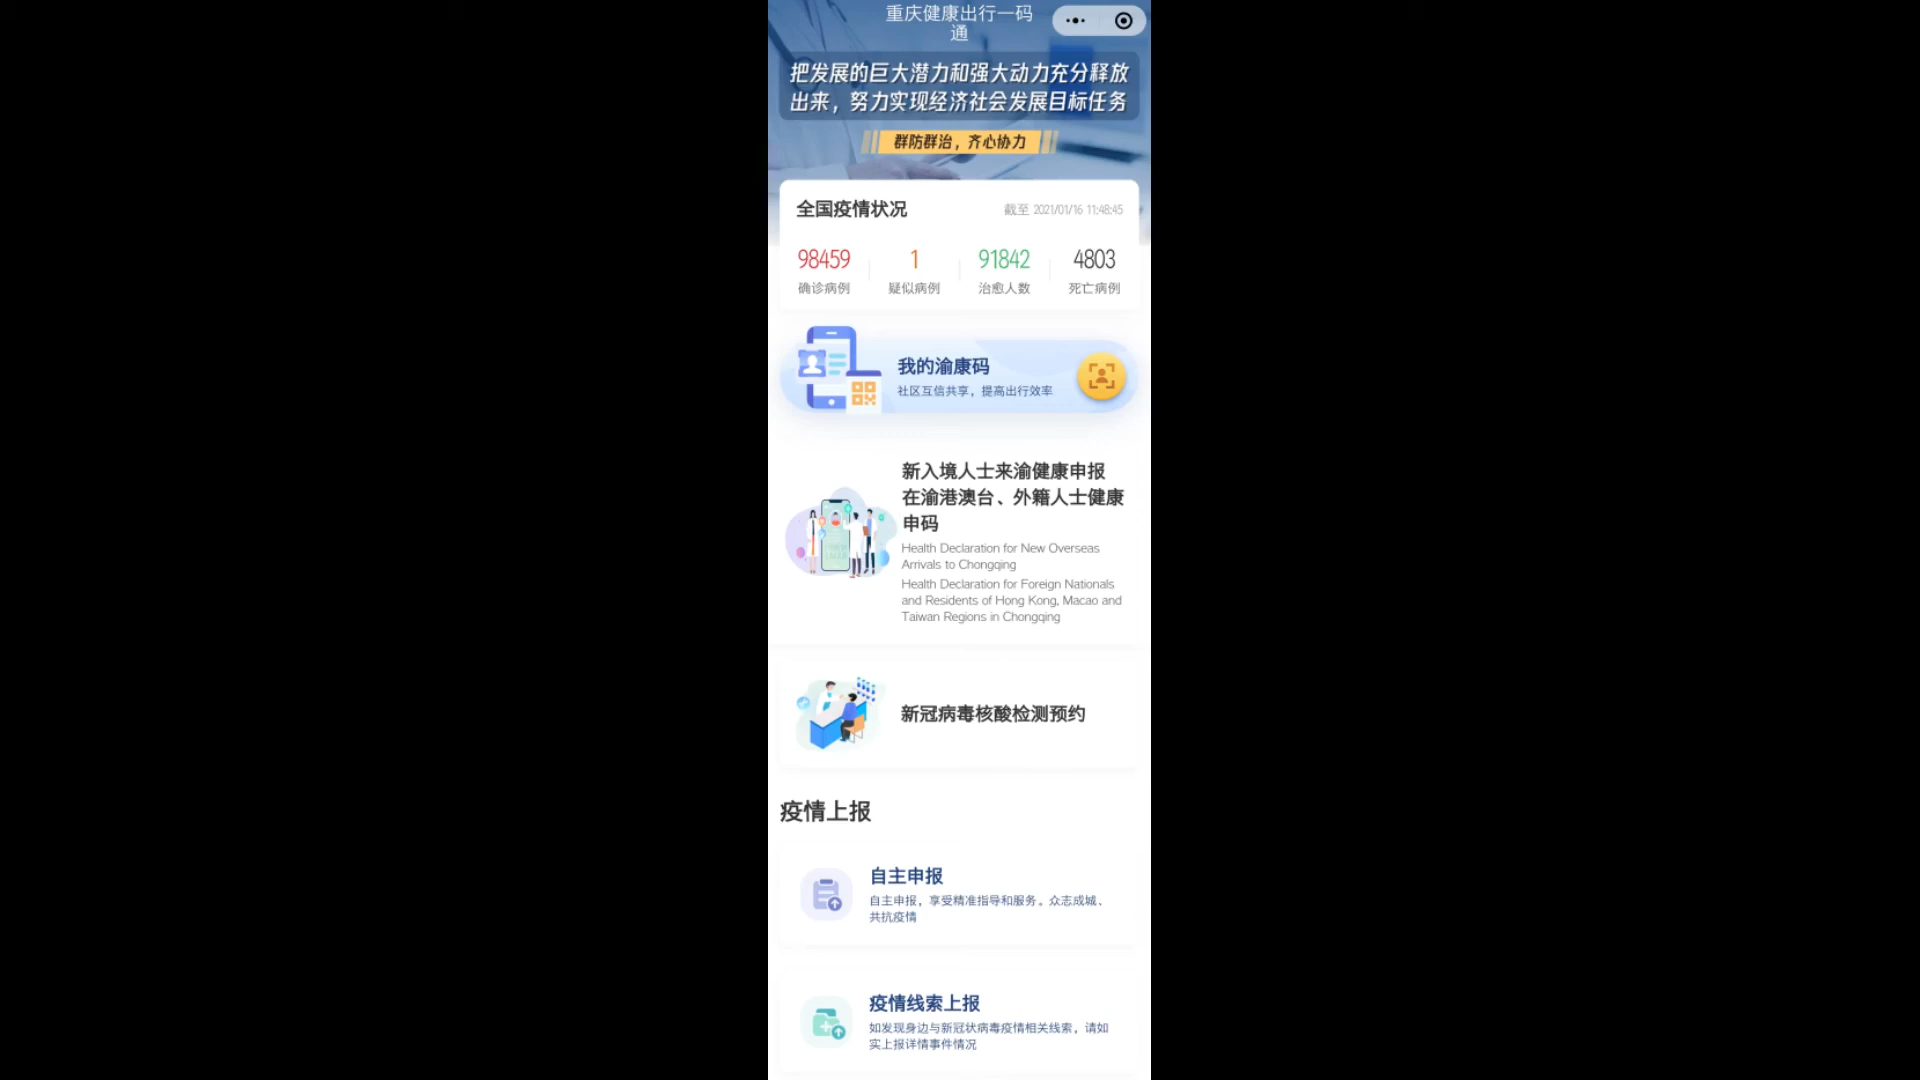 重庆健康出行一码
通
把发展的巨大潜力和强大动力充分释放
出来，努力实现经济社会发展目标任务
群防群治，齐心协力
全国疫情状况
截至 2021/01/16 11:48:45
98459
1
91842
4803
确诊病例
疑似病例
治愈人数
死亡病例
我的渝康码
社区互信共享，提高出行效率
新入境人士来渝健康申报
在渝港澳台、外籍人士健康
申码
Health Declaration for New Overseas
Arrivals to Chongqing
Health Declaration for Foreign Nationals
and Residents of Hong Kong, Macao and
Taiwan Regions in Chongqing
新冠病毒核酸检测预约
疫情上报
自主申报
自主申报，享受精准指导和服务。众志成城、
共抗疫情
疫情线索上报
如发现身边与新冠状病毒疫情相关线索，请如
实上报详情事件情况